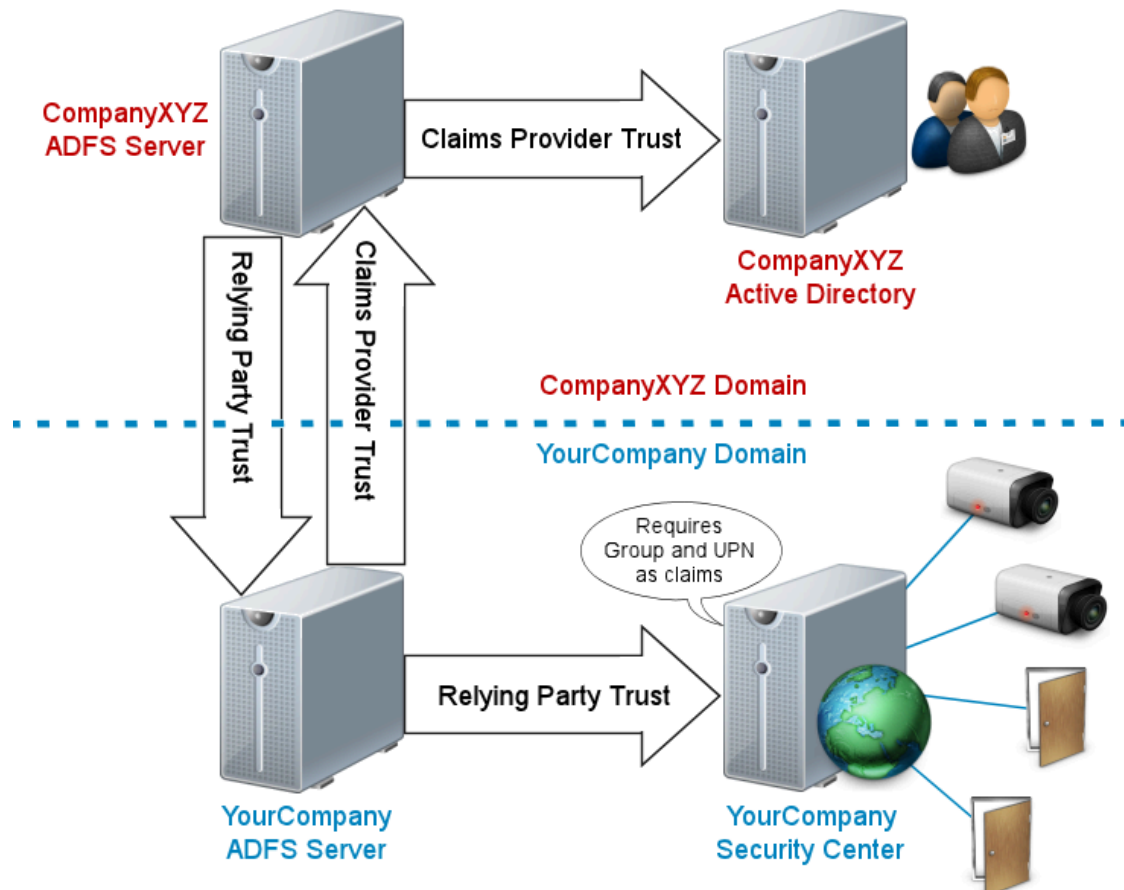 CompanyXYZ
ADFS Server
Claims Provider Trust
CompanyXYZ
Active Directory
Relying Party Trust
Claims Provider Trust
CompanyXYZ Domain
YourCompany Domain
Requires
Group and UPN
as claims
Relying Party Trust
YourCompany
ADFS Server
YourCompany
Security Center